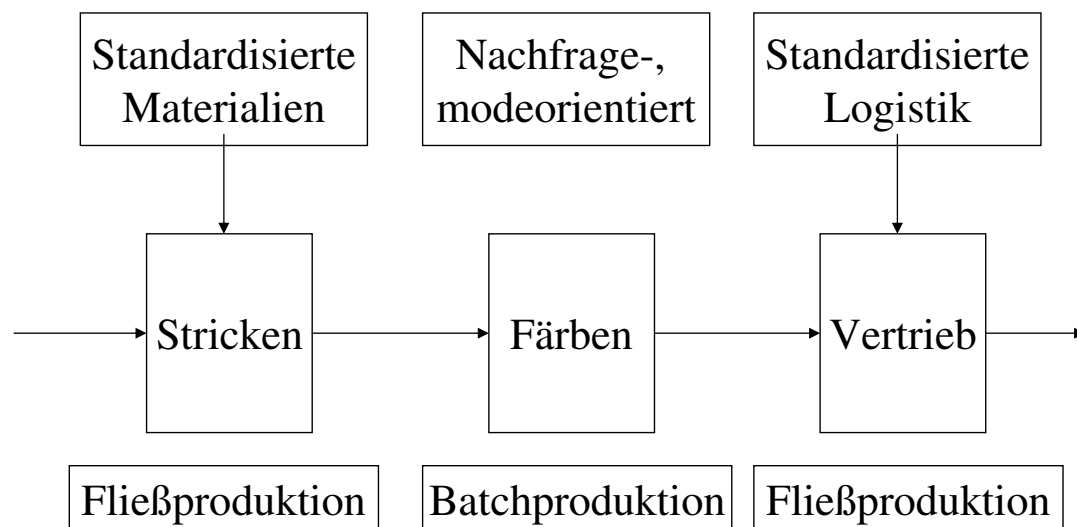 Standardisierte
Materialien
Nachfrage-,
modeorientiert
Standardisierte
Logistik
Stricken
Färben
Vertrieb
Fließproduktion
Batchproduktion
Fließproduktion